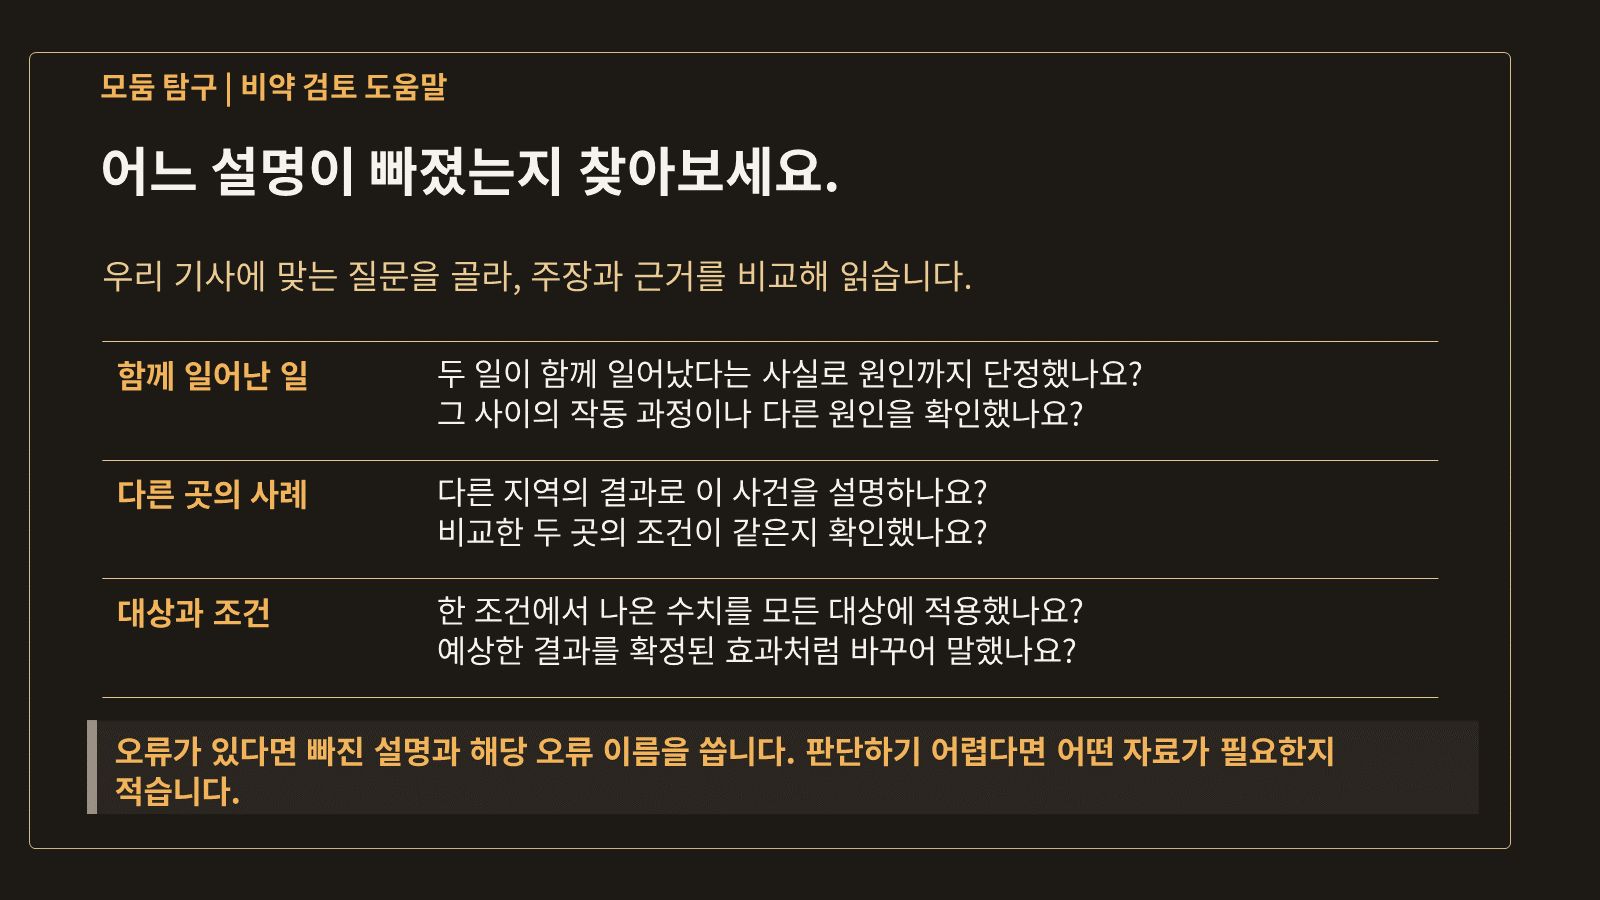 모둠 탐구 | 비약 검토 도움말
어느 설명이 빠졌는지 찾아보세요.
우리 기사에 맞는 질문을 골라, 주장과 근거를 비교해 읽습니다.
함께 일어난 일
두 일이 함께 일어났다는 사실로 원인까지 단정했나요?
그 사이의 작동 과정이나 다른 원인을 확인했나요?
다른 곳의 사례
다른 지역의 결과로 이 사건을 설명하나요?
비교한 두 곳의 조건이 같은지 확인했나요?
대상과 조건
한 조건에서 나온 수치를 모든 대상에 적용했나요?
예상한 결과를 확정된 효과처럼 바꾸어 말했나요?
오류가 있다면 빠진 설명과 해당 오류 이름을 씁니다. 판단하기 어렵다면 어떤 자료가 필요한지
적습니다.